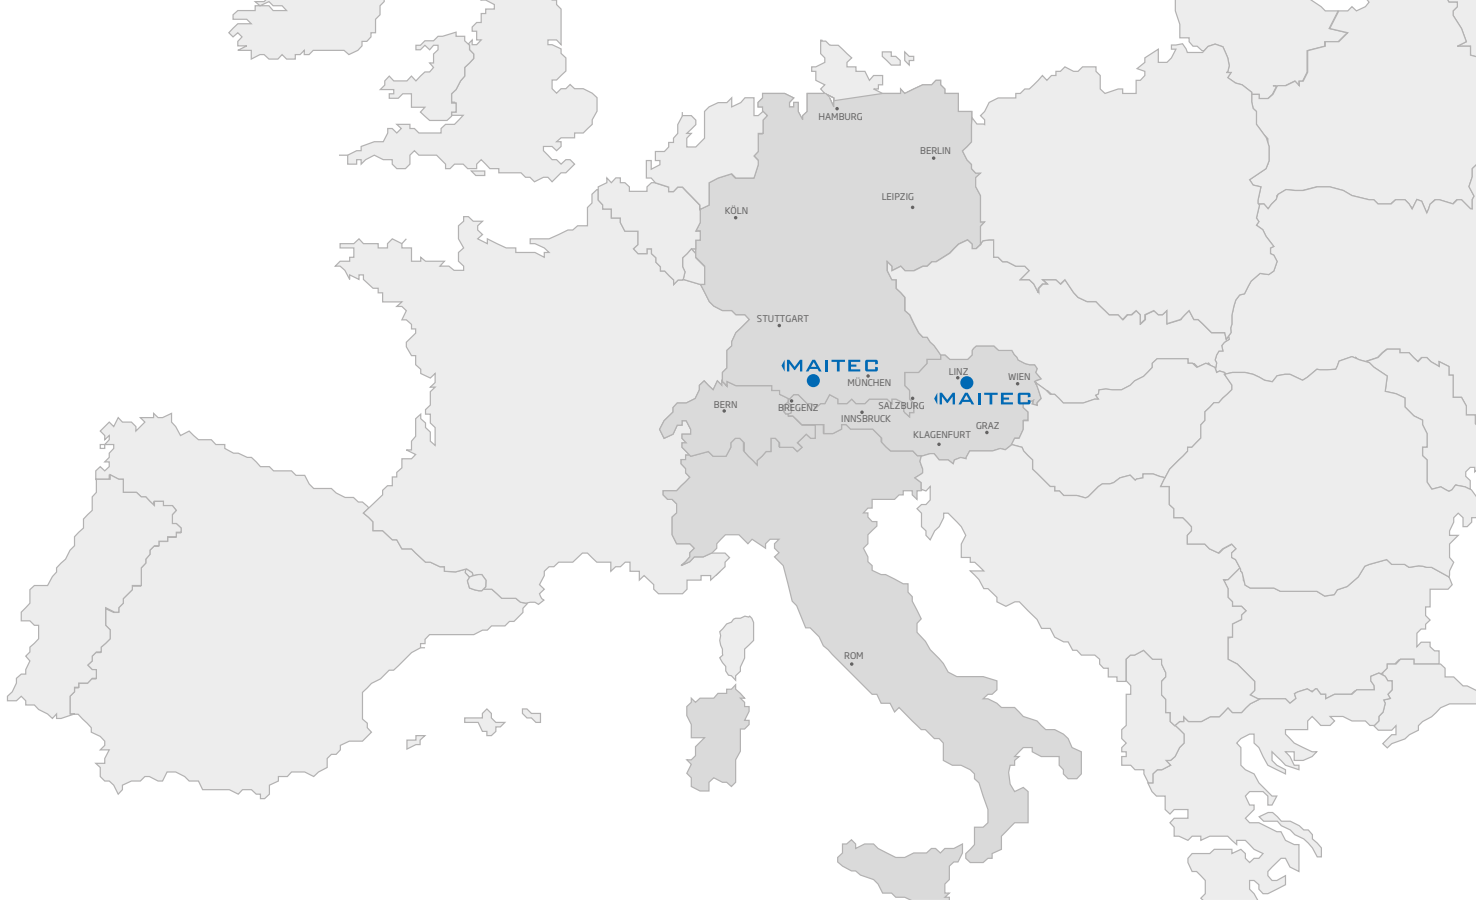 HAMBURG
BERLIN
LEIPZIG
KÖLN
STUTTGART
MAITEC
MÜNCHEN
LINZ
WIEN
MAITEC
BERN
BREGENZ
SALZBURG
INNSBRUCK
GRAZ
KLAGENFURT
ROM